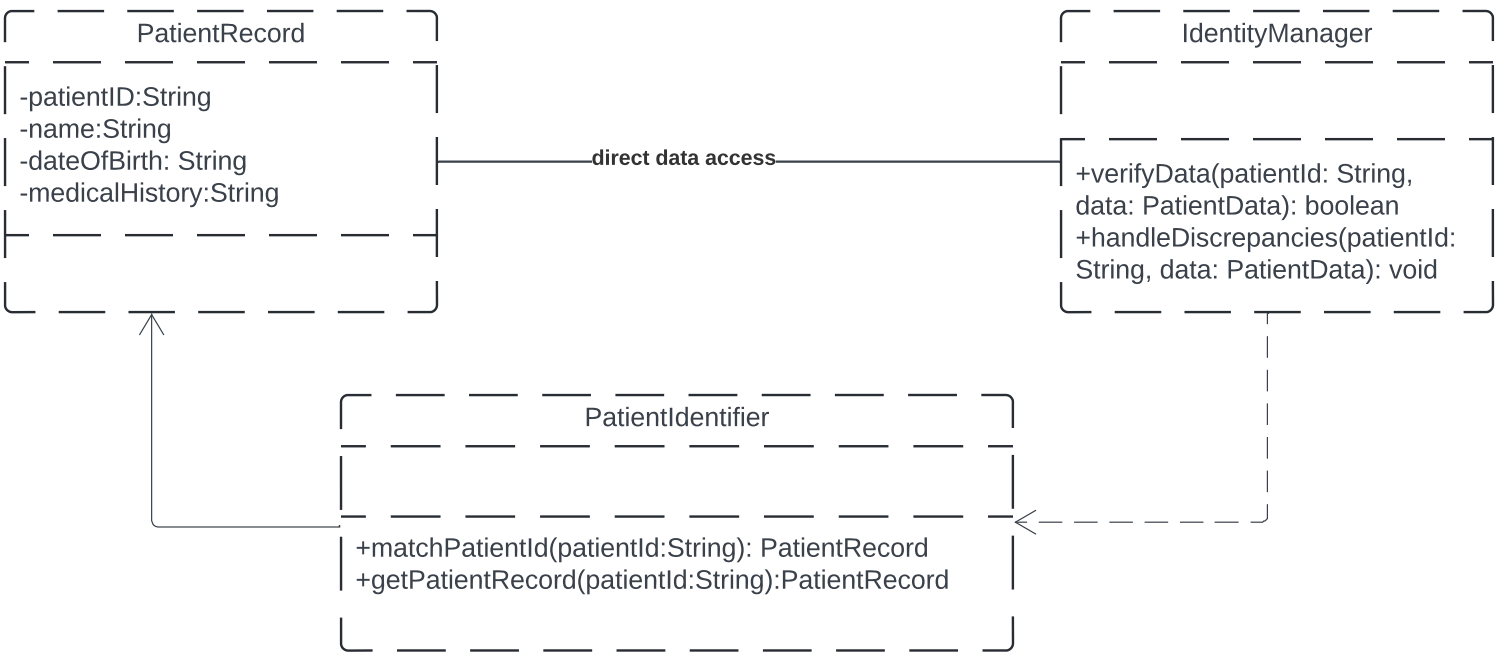 PatientRecord
-patientID:String
-name:String
-dateOfBirth: String
-medicalHistory:String
direct data access
IdentityManager
+verifyData(patientId: String,
data: PatientData): boolean
+handleDiscrepancies(patientId:
String, data: PatientData): void
PatientIdentifier
+matchPatientId(patientId:String): PatientRecord
+getPatientRecord(patientId:String):PatientRecord